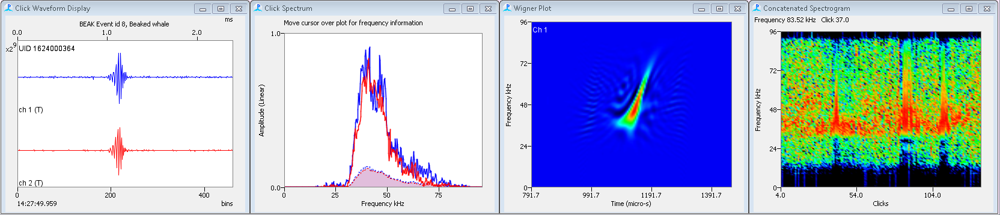 Click Waveform Display
BEAK Event id 8, Beaked whale
ms
0.0 1.0 2.0
x2^9
UID 1624000364
ch 1 (T)
ch 2 (T)
0 200 400
14:27:49.959 bins
Click Spectrum
Move cursor over plot for frequency information
1.0
Amplitude (Linear)
0.0
0 25 50 75
Frequency kHz
Wigner Plot
96
Ch 1
72
Frequency kHz
48
24
0
791.7 991.7 1191.7 1391.7
Time (micro-s)
Concatenated Spectrogram
Frequency 83.52 kHz Click 37.0
96
72
Frequency kHz
48
24
0
4.0 54.0 104.0
Clicks